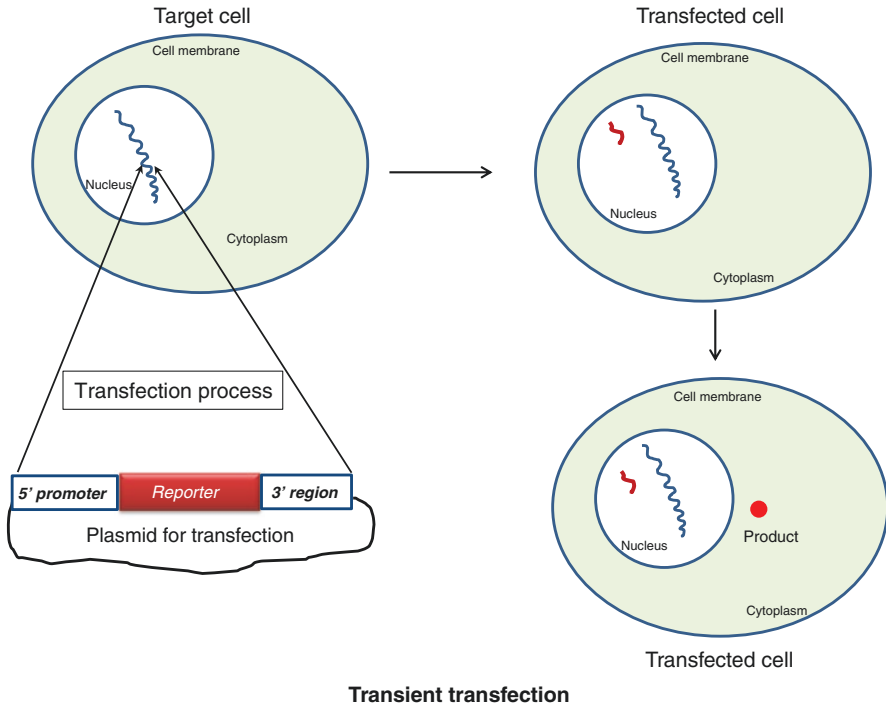 Target cell
Cell membrane
Nucleus
Cytoplasm
Transfection process
5' promoter Reporter 3' region
Plasmid for transfection
Transfected cell
Cell membrane
Nucleus
Cytoplasm
Cell membrane
Nucleus
Product
Cytoplasm
Transfected cell
Transient transfection